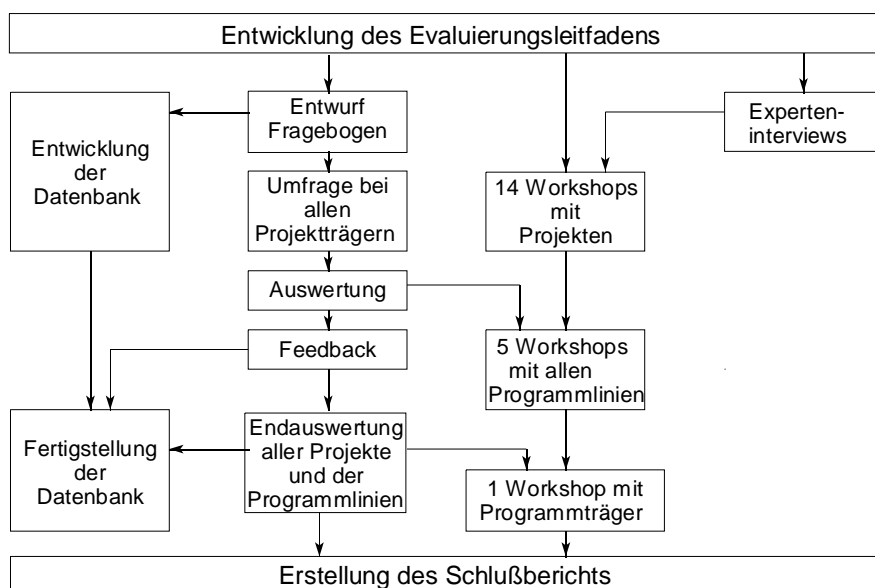 Entwicklung des Evaluierungsleitfadens
Entwurf
Fragebogen
Experten-
interviews
Entwicklung
der
Datenbank
Umfrage bei
allen
Projektträgern
14 Workshops
mit
Projekten
Auswertung
Feedback
5 Workshops
mit allen
Programmlinien
Fertigstellung
der
Datenbank
Endauswertung
aller Projekte
und der
Programmlinien
1 Workshop mit
Programmträger
Erstellung des Schlußberichts